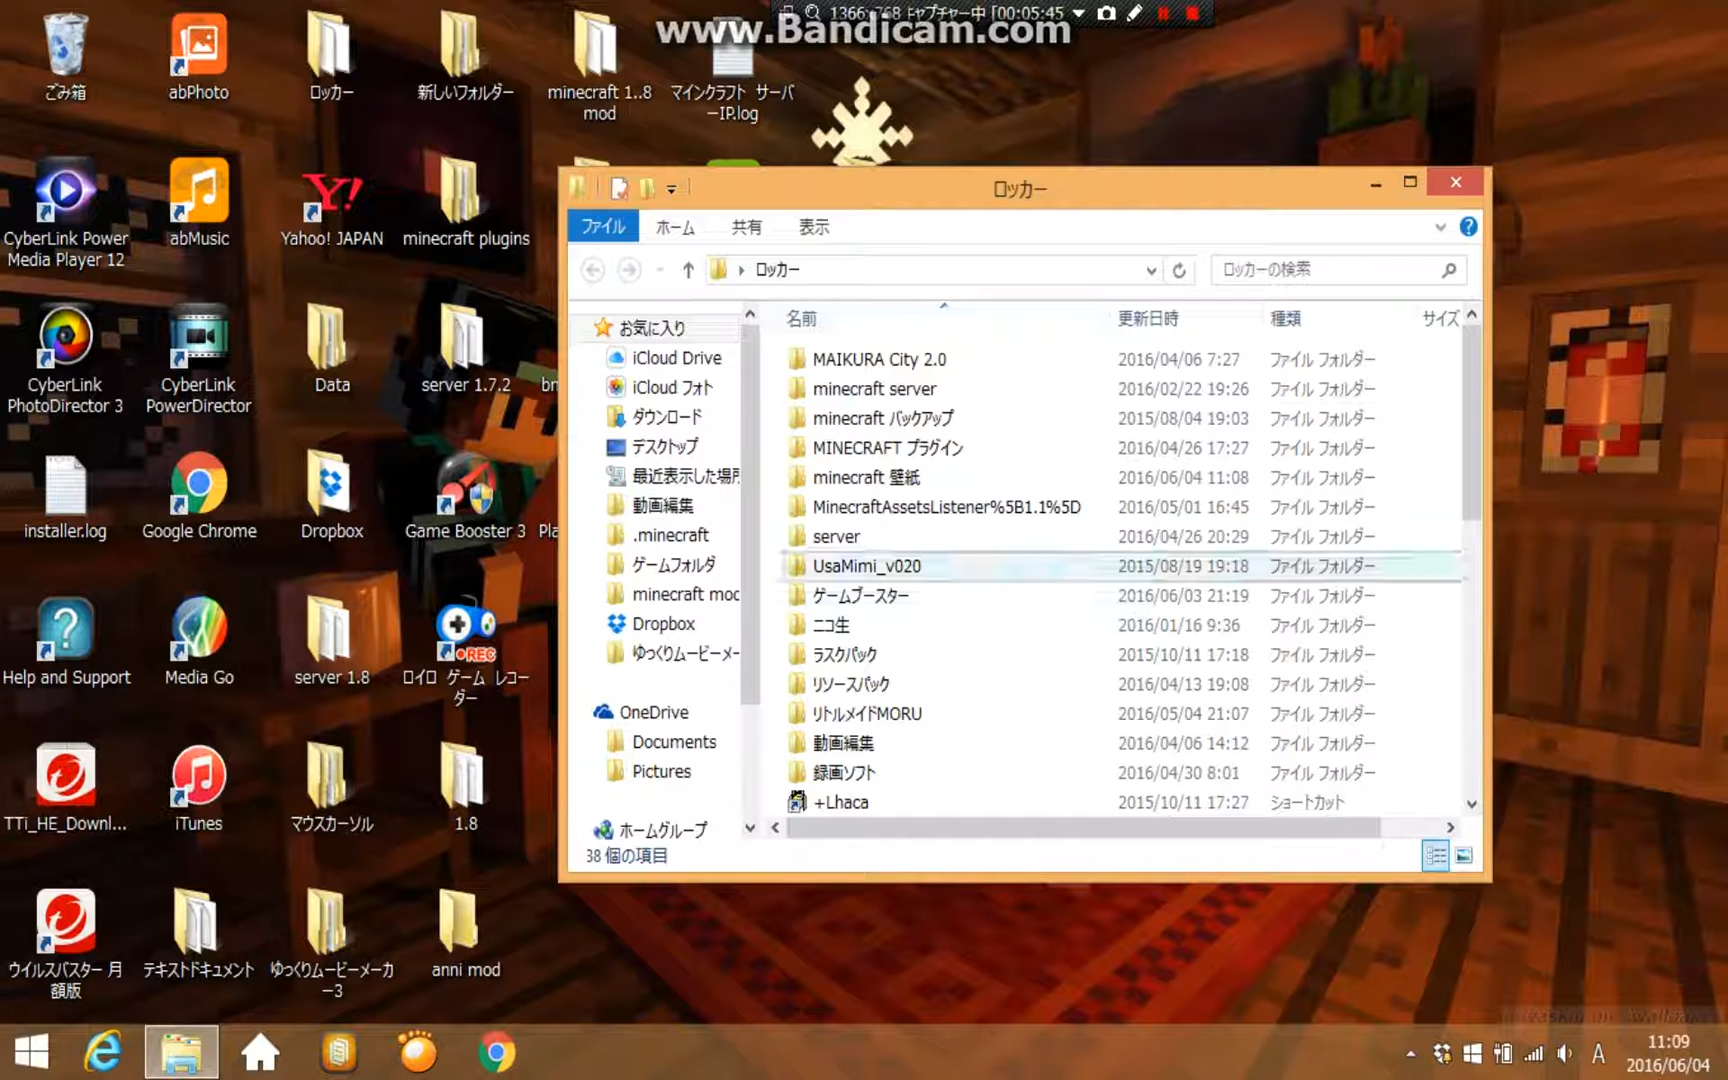 1366x768 キャプチャー中 [00:05:45]
www.Bandicam.com
ごみ箱
abPhoto
ロッカー
新しいフォルダー
minecraft 1..8
mod
マインクラフト サーバ
ーIP.log
CyberLink Power
Media Player 12
abMusic
Yahoo! JAPAN
minecraft plugins
CyberLink
PhotoDirector 3
CyberLink
PowerDirector
Data
server 1.7.2
installer.log
Google Chrome
Dropbox
Game Booster 3
Help and Support
Media Go
server 1.8
ロイロ ゲーム レコー
ダー
REC
TTi_HE_Downl...
iTunes
マウスカーソル
1.8
ウイルスバスター 月
額版
テキストドキュメント
ゆっくりムービーメーカ
ー3
anni mod
ロッカー
ファイル
ホーム
共有
表示
ロッカー
ロッカーの検索
お気に入り
iCloud Drive
iCloud フォト
ダウンロード
デスクトップ
最近表示した場所
動画編集
.minecraft
ゲームフォルダ
minecraft mod
Dropbox
ゆっくりムービーメー
OneDrive
Documents
Pictures
ホームグループ
名前 更新日時 種類 サイズ
MAIKURA City 2.0 2016/04/06 7:27 ファイル フォルダー
minecraft server 2016/02/22 19:26 ファイル フォルダー
minecraft バックアップ 2015/08/04 19:03 ファイル フォルダー
MINECRAFT プラグイン 2016/04/26 17:27 ファイル フォルダー
minecraft 壁紙 2016/06/04 11:08 ファイル フォルダー
MinecraftAssetsListener%5B1.1%5D 2016/05/01 16:45 ファイル フォルダー
server 2016/04/26 20:29 ファイル フォルダー
UsaMimi_v020 2015/08/19 19:18 ファイル フォルダー
ゲームブースター 2016/06/03 21:19 ファイル フォルダー
ニコ生 2016/01/16 9:36 ファイル フォルダー
ラスクパック 2015/10/11 17:18 ファイル フォルダー
リソースパック 2016/04/13 19:08 ファイル フォルダー
リトルメイドMORU 2016/05/04 21:07 ファイル フォルダー
動画編集 2016/04/06 14:12 ファイル フォルダー
録画ソフト 2016/04/30 8:01 ファイル フォルダー
+Lhaca 2015/10/11 17:27 ショートカット
38 個の項目
A
11:09
2016/06/04